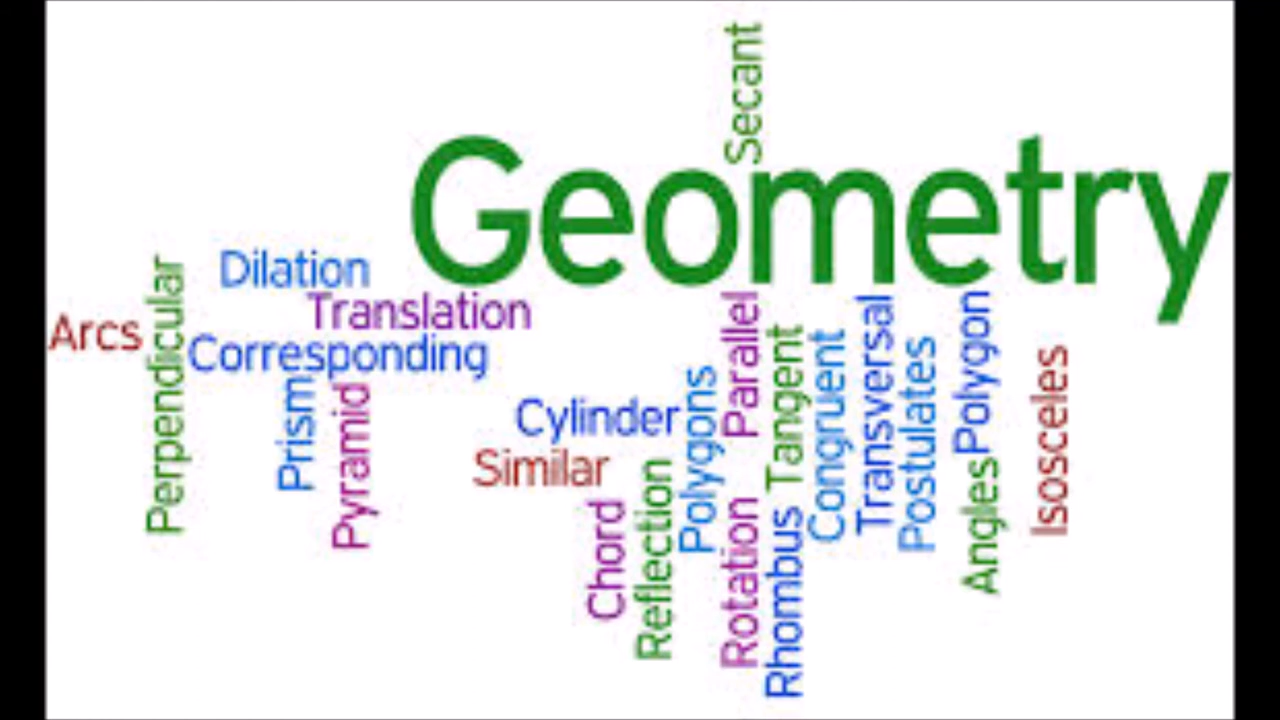 Secant
Geometry
Dilation
Translation
Arcs
Perpendicular
Corresponding
Prism
Pyramid
Cylinder
Similar
Chord
Reflection
Polygons
Parallel
Rotation
Tangent
Rhombus
Congruent
Transversal
Postulates
Polygon
Angles
Isosceles